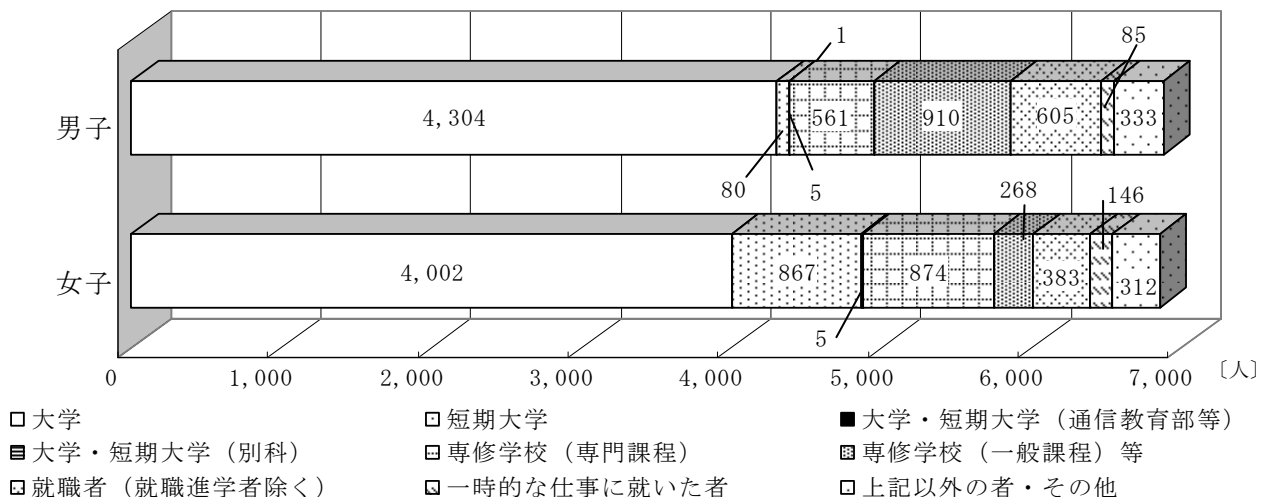 1 85
男子 4,304 561 910 605 333
80 5 268 146
女子 4,002 867 874 383 312
5
0 1,000 2,000 3,000 4,000 5,000 6,000 7,000 〔人〕
大学 短期大学 大学・短期大学（通信教育部等）
大学・短期大学（別科） 専修学校（専門課程） 専修学校（一般課程）等
就職者（就職進学者除く） 一時的な仕事に就いた者 上記以外の者・その他